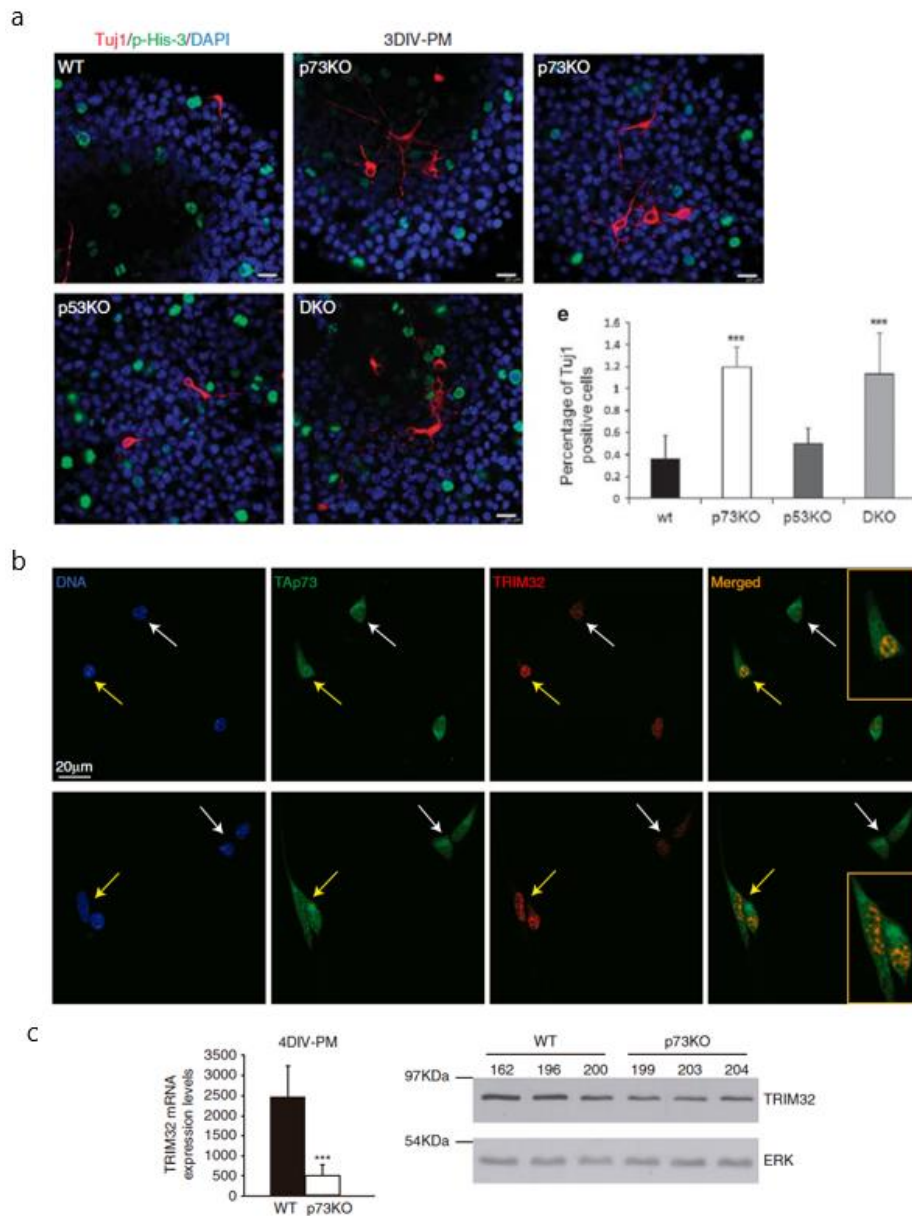 a
Tuj1/p-His-3/DAPI
3DIV-PM
WT
p73KO
p73KO
p53KO
DKO
e
Percentage of Tuj1
positive cells
1.6
1.4
1.2
1
0.8
0.6
0.4
0.2
0
***
***
wt
p73KO
p53KO
DKO
b
DNA
TAp73
TRIM32
Merged
20µm
c
4DIV-PM
TRIM32 mRNA
expression levels
3500
3000
2500
2000
1500
1000
500
0
***
WT p73KO
WT
p73KO
162 196 200 199 203 204
97KDa
TRIM32
54KDa
ERK